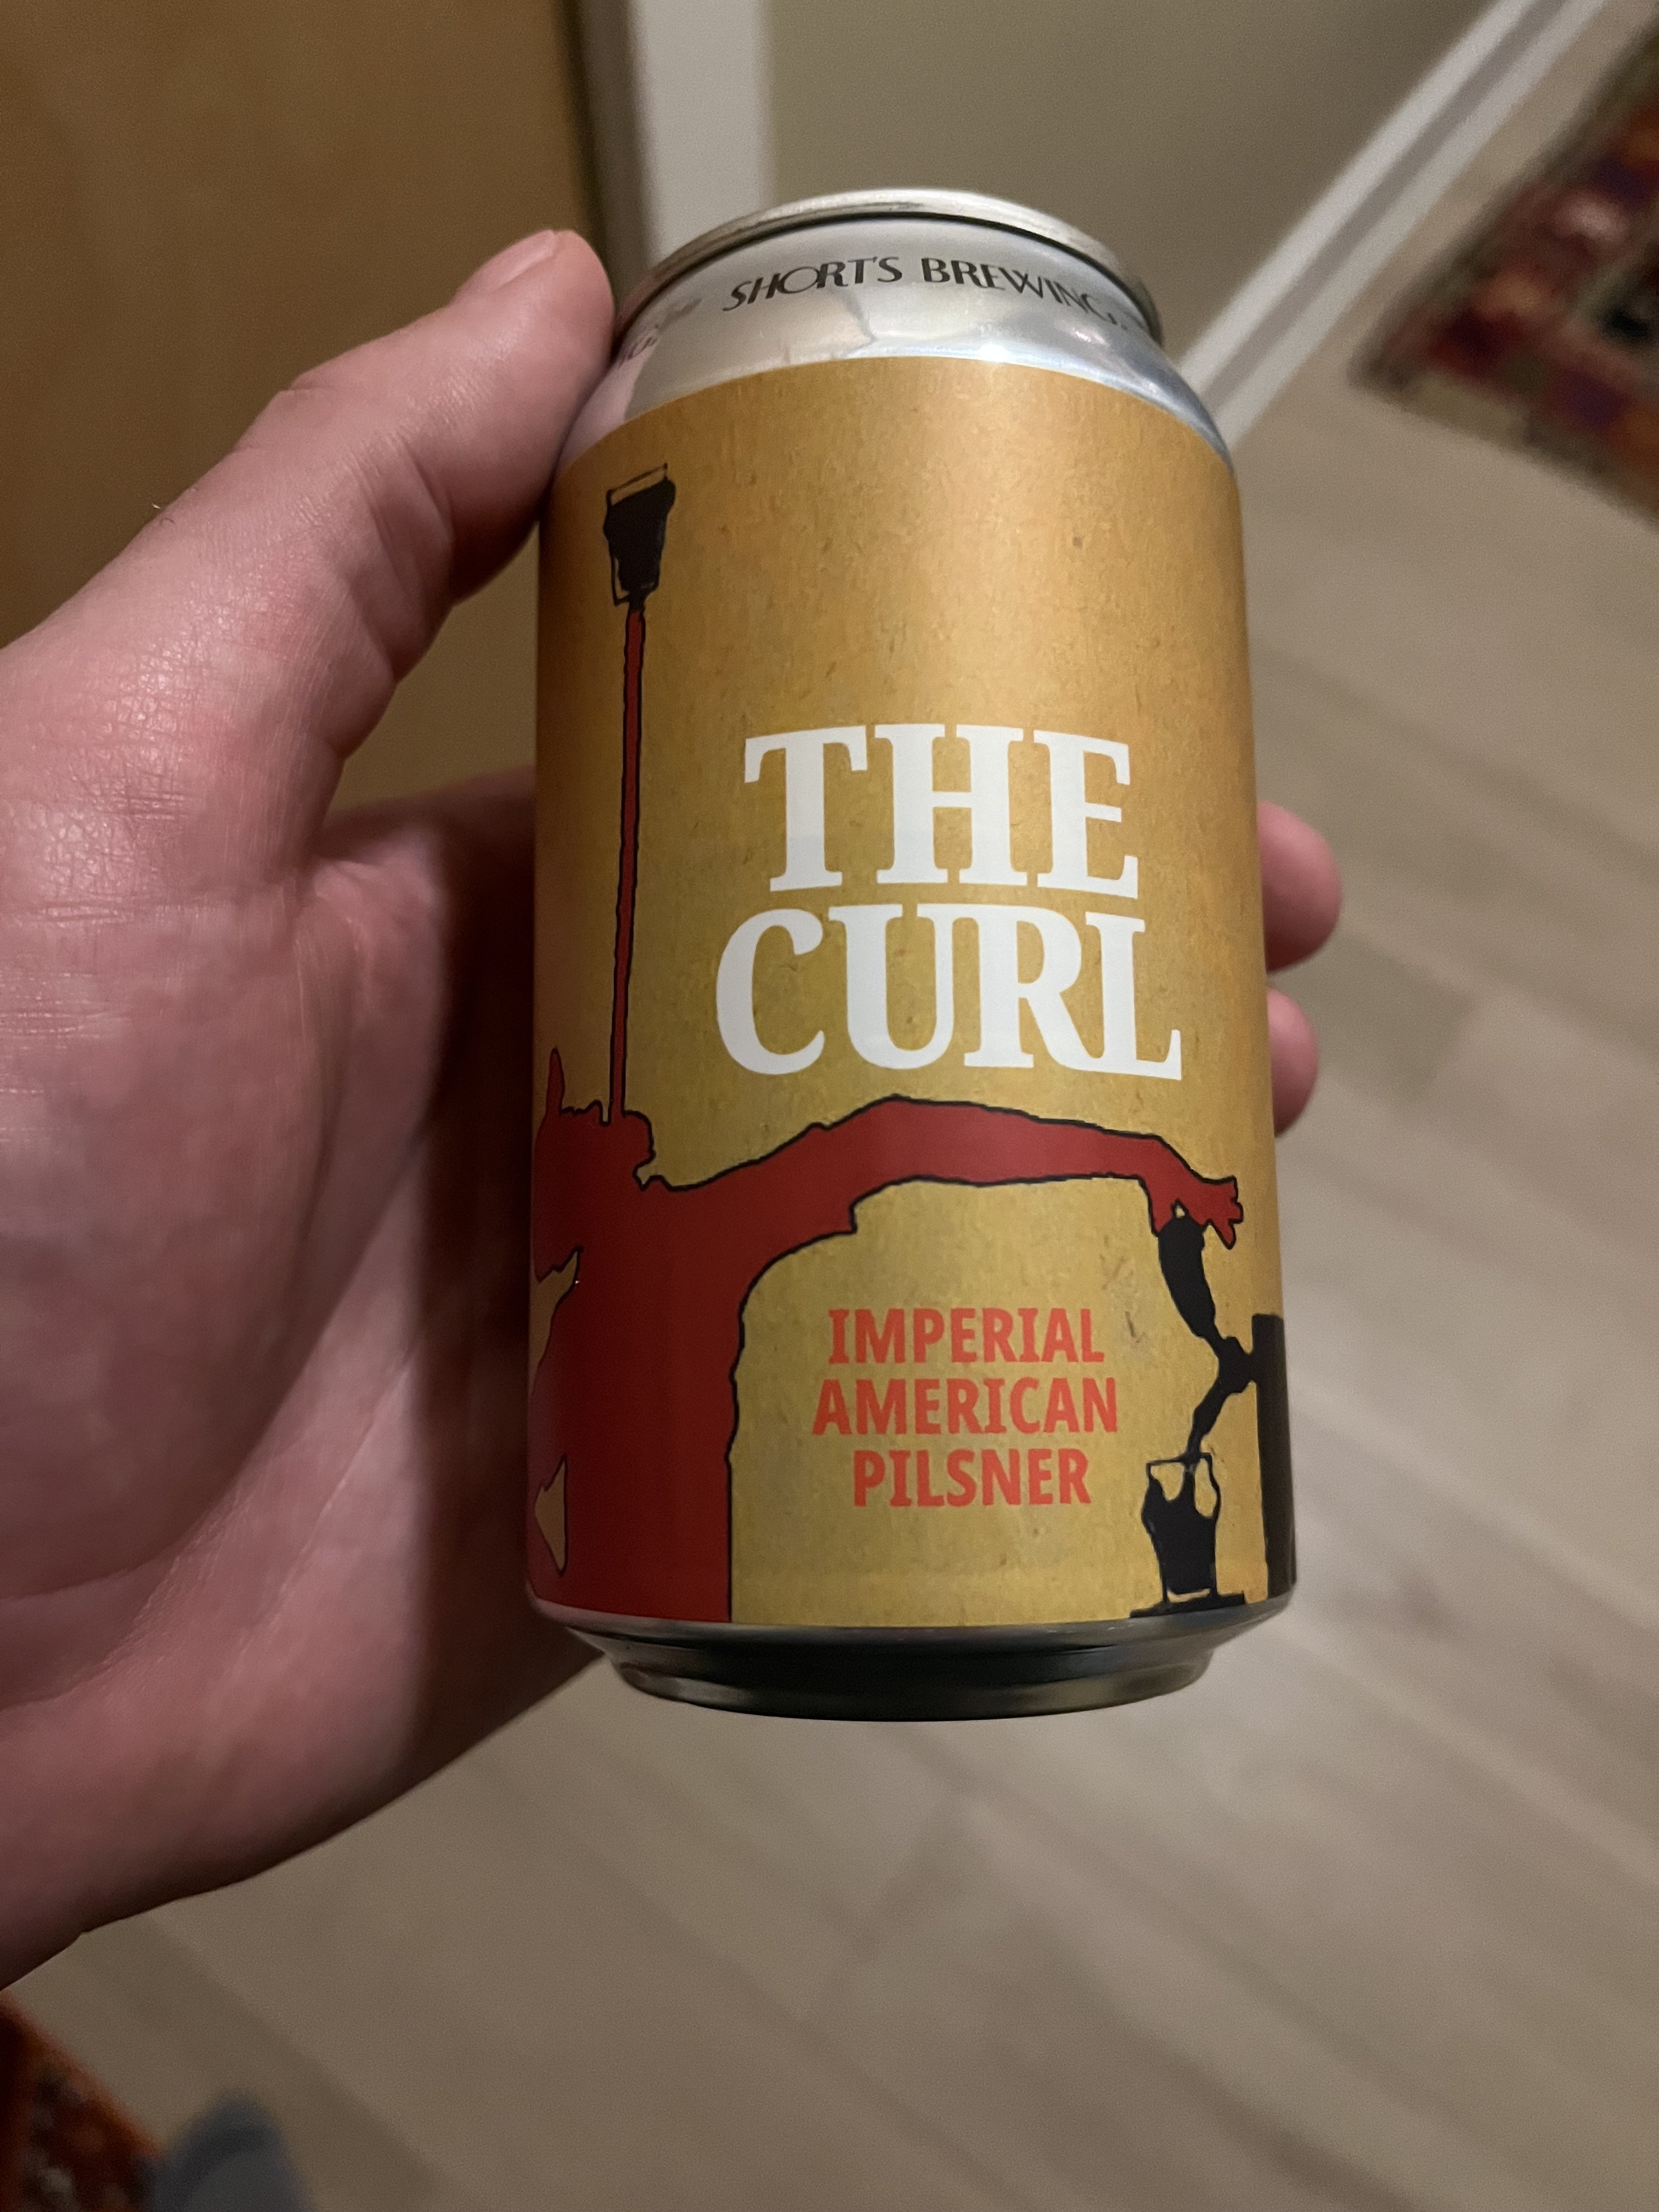 SHORT'S BREWING
THE
CURL
IMPERIAL
AMERICAN
PILSNER